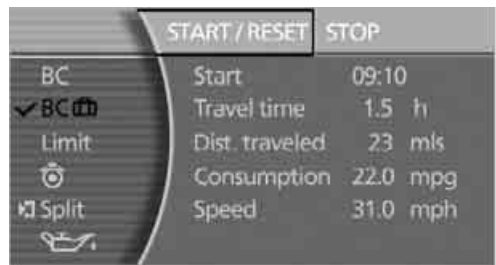 START / RESET STOP
BC Start 09:10
BC Travel time 1.5 h
Limit Dist. traveled 23 mls
Consumption 22.0 mpg
Split Speed 31.0 mph